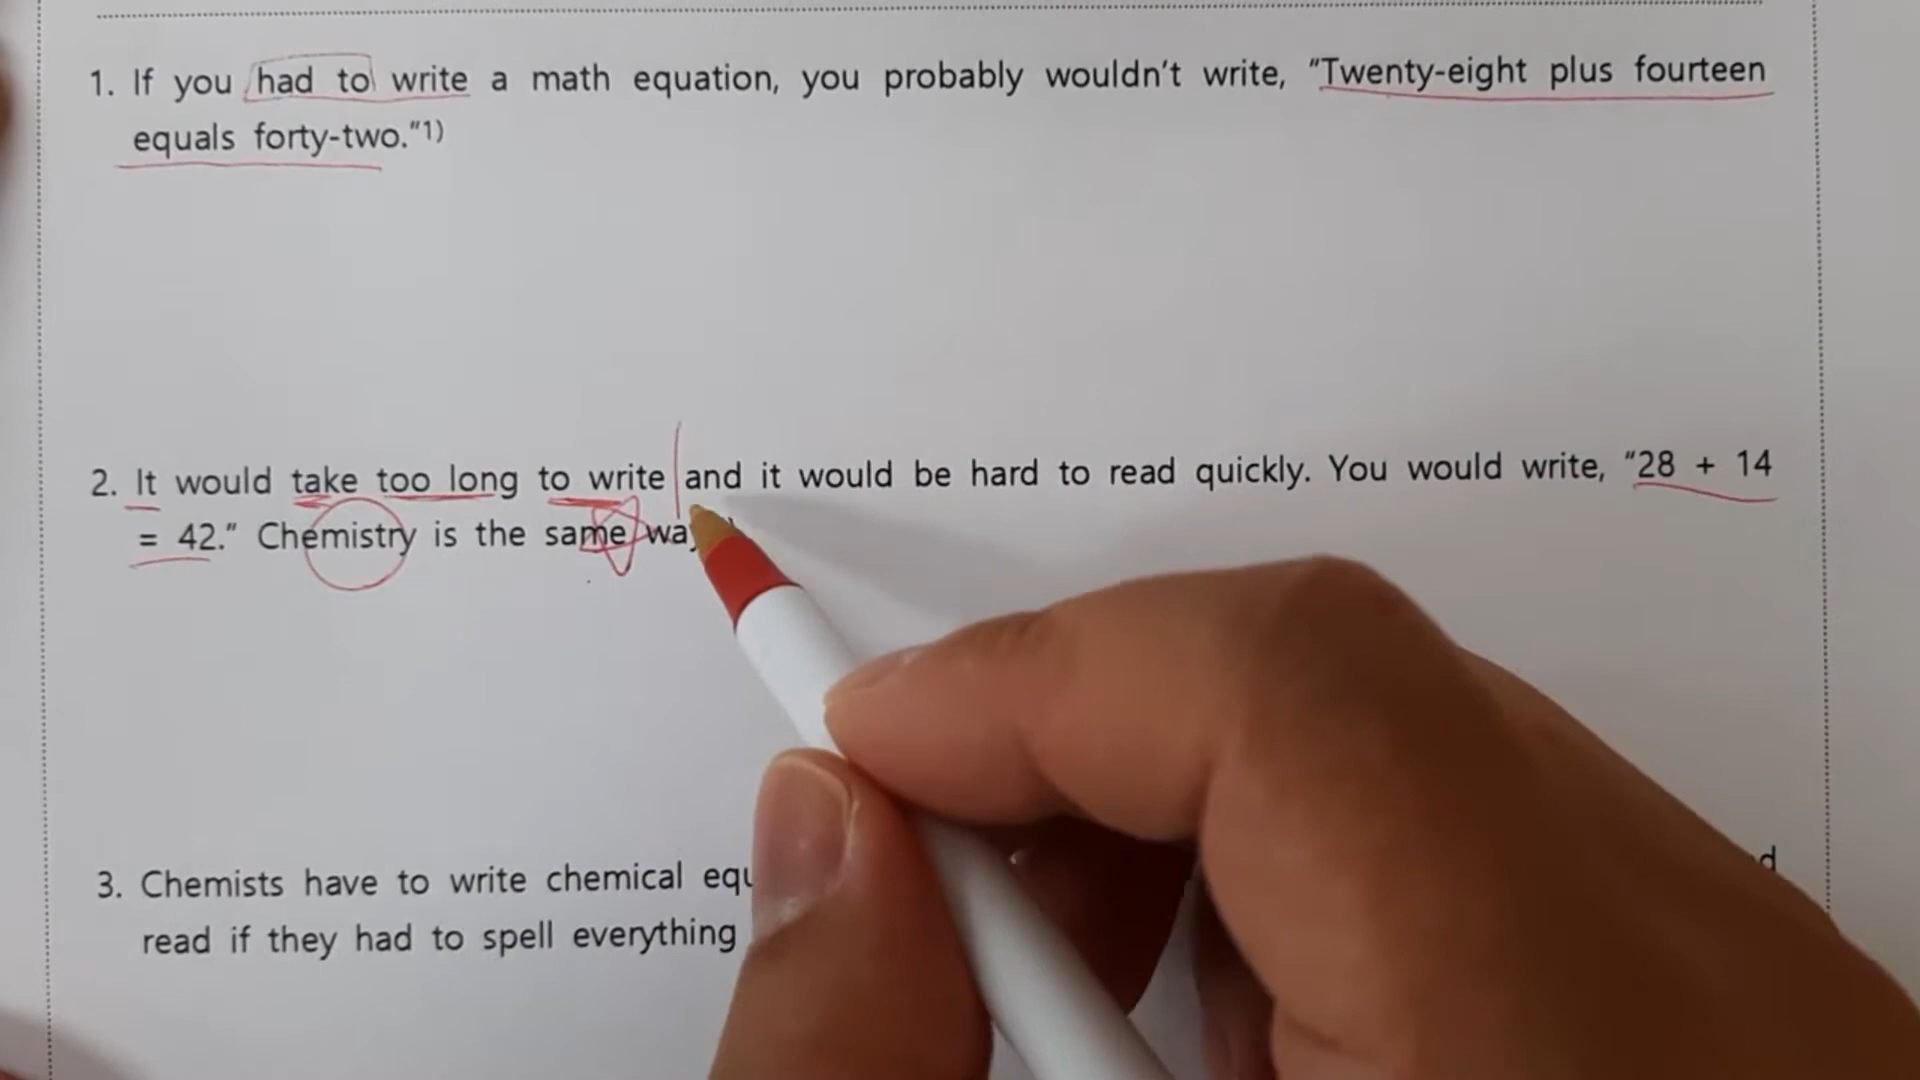 1. If you had to write a math equation, you probably wouldn't write, "Twenty-eight plus fourteen
equals forty-two."1)
2. It would take too long to write and it would be hard to read quickly. You would write, "28 + 14
= 42." Chemistry is the same
3. Chemists have to write chemical
read if they had to spell everything